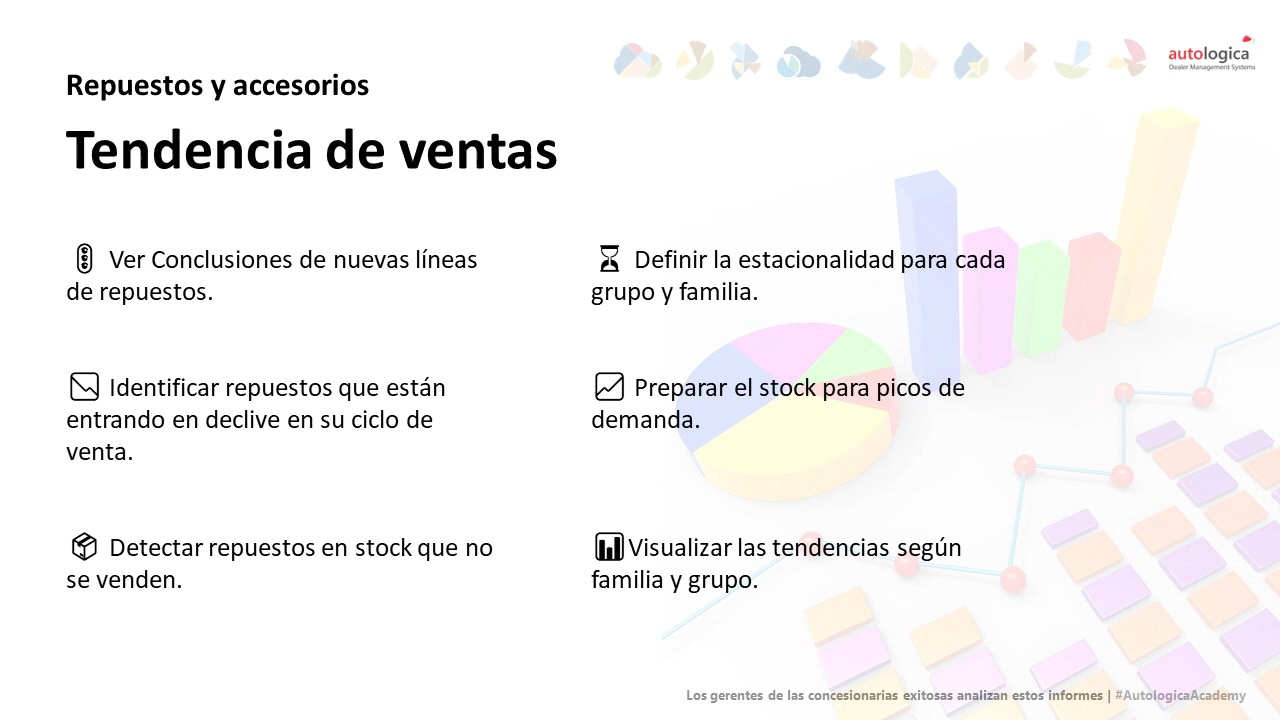 autologica
Dealer Management Systems
Repuestos y accesorios
Tendencia de ventas
Ver Conclusiones de nuevas líneas
de repuestos.
Identificar repuestos que están
entrando en declive en su ciclo de
venta.
Detectar repuestos en stock que no
se venden.
Definir la estacionalidad para cada
grupo y familia.
Preparar el stock para picos de
demanda.
Visualizar las tendencias según
familia y grupo.
Los gerentes de las concesionarias exitosas analizan estos informes | #AutologicaAcademy